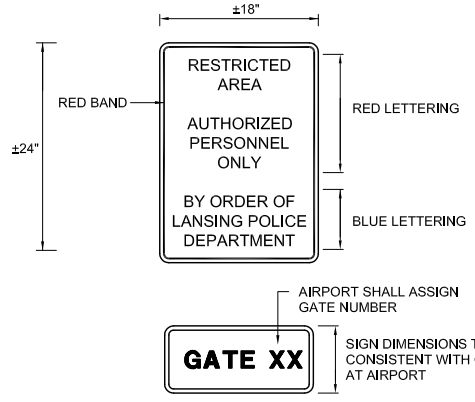 ±18"
RESTRICTED
AREA
RED BAND
AUTHORIZED
PERSONNEL
ONLY
RED LETTERING
±24"
BY ORDER OF
LANSING POLICE
DEPARTMENT
BLUE LETTERING
AIRPORT SHALL ASSIGN
GATE NUMBER
GATE XX
SIGN DIMENSIONS
CONSISTENT WITH
AT AIRPORT